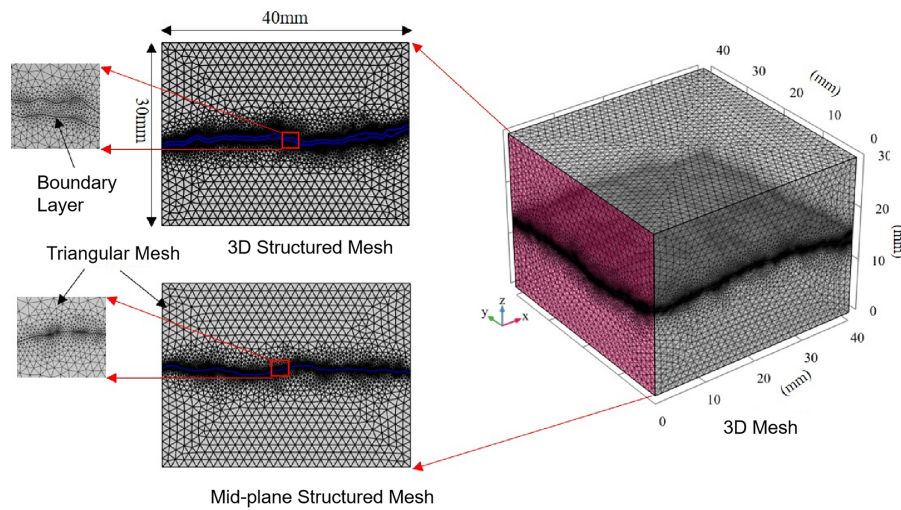 40mm
30mm
Boundary
Layer
3D Structured Mesh
Triangular Mesh
Mid-plane Structured Mesh
40
30
20
10
0
(mm)
30
20
10
0
(mm)
z
y
x
0
10
20
30
40
(mm)
3D Mesh